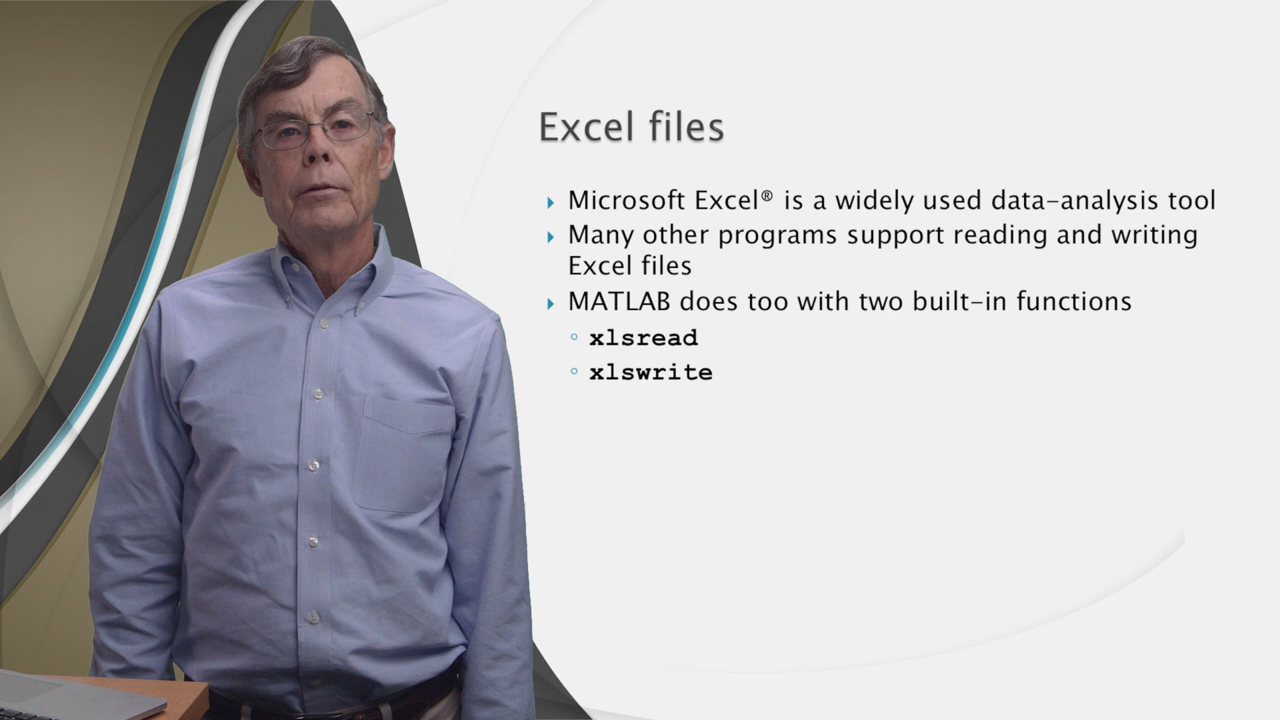 Excel files
Microsoft Excel® is a widely used data-analysis tool
Many other programs support reading and writing
Excel files
MATLAB does too with two built-in functions
xlsread
xlswrite